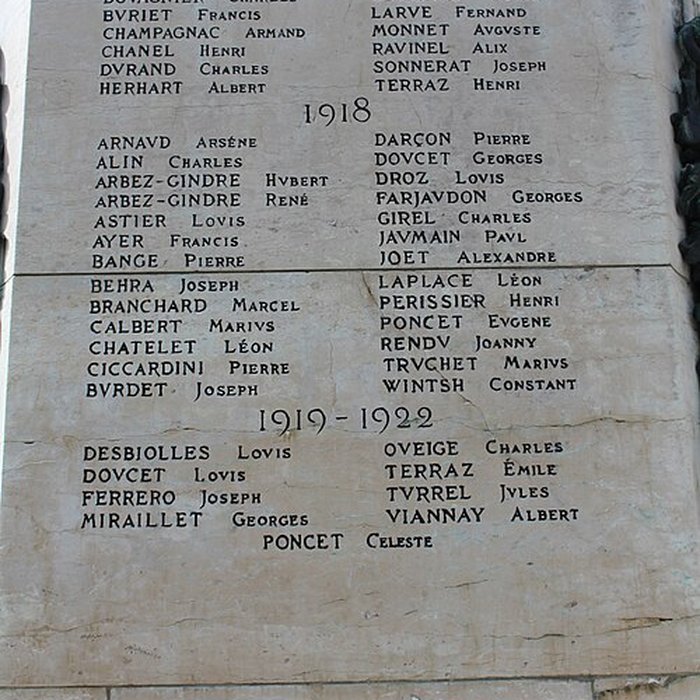 BVRIET FRANCIS LARVE FERNAND
CHAMPAGNAC ARMAND MONNET AVGVSTE
CHANEL HENRI RAVINEL ALIX
DVRAND CHARLES SONNERAT JOSEPH
HERHART ALBERT TERRAZ HENRI
1918
ARNAVD ARSÉNE DARÇON PIERRE
ALIN CHARLES DOVCET GEORGES
ARBEZ-GINDRE HVBERT DROZ LOVIS
ARBEZ-GINDRE RENÉ FARJAVDON GEORGES
ASTIER LOVIS GIREL CHARLES
AYER FRANCIS JAVMAIN PAVL
BANGE PIERRE JOET ALEXANDRE
BEHRA JOSEPH LAPLACE LÉON
BRANCHARD MARCEL PERISSIER HENRI
CALBERT MARIVS PONCET EVGENE
CHATELET LÉON RENDV JOANNY
CICCARDINI PIERRE TRVCHET MARIVS
BVRDET JOSEPH WINTSH CONSTANT
1919-1922
DESBIOLLES LOVIS OVEIGE CHARLES
DOVCET LOVIS TERRAZ ÉMILE
FERRERO JOSEPH TVRREL JVLES
MIRAILLET GEORGES VIANNAY ALBERT
PONCET CELESTE